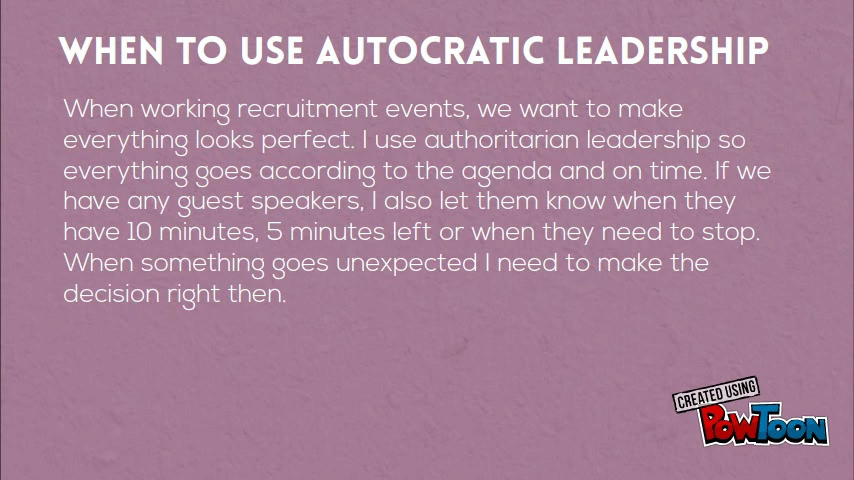 WHEN TO USE AUTOCRATIC LEADERSHIP
When working recruitment events, we want to make
everything looks perfect. I use authoritarian leadership so
everything goes according to the agenda and on time. If we
have any guest speakers, I also let them know when they
have 10 minutes, 5 minutes left or when they need to stop.
When something goes unexpected I need to make the
decision right then.
CREATED USING
POWTOON